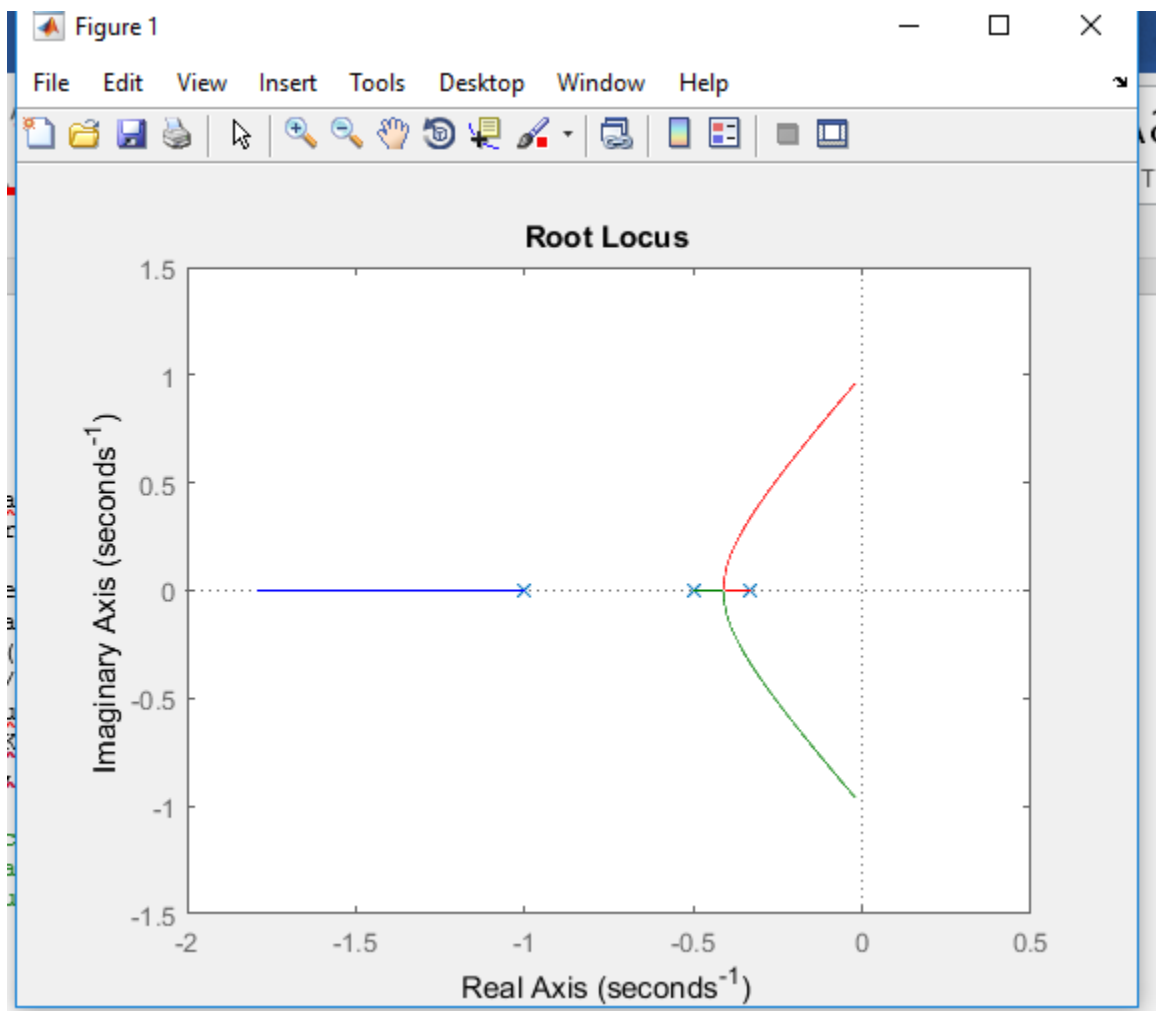 Figure 1
File Edit View Insert Tools Desktop Window Help
Root Locus
1.5
1
0.5
0
-0.5
-1
-1.5
Imaginary Axis (seconds⁻¹)
-2 -1.5 -1 -0.5 0 0.5
Real Axis (seconds⁻¹)